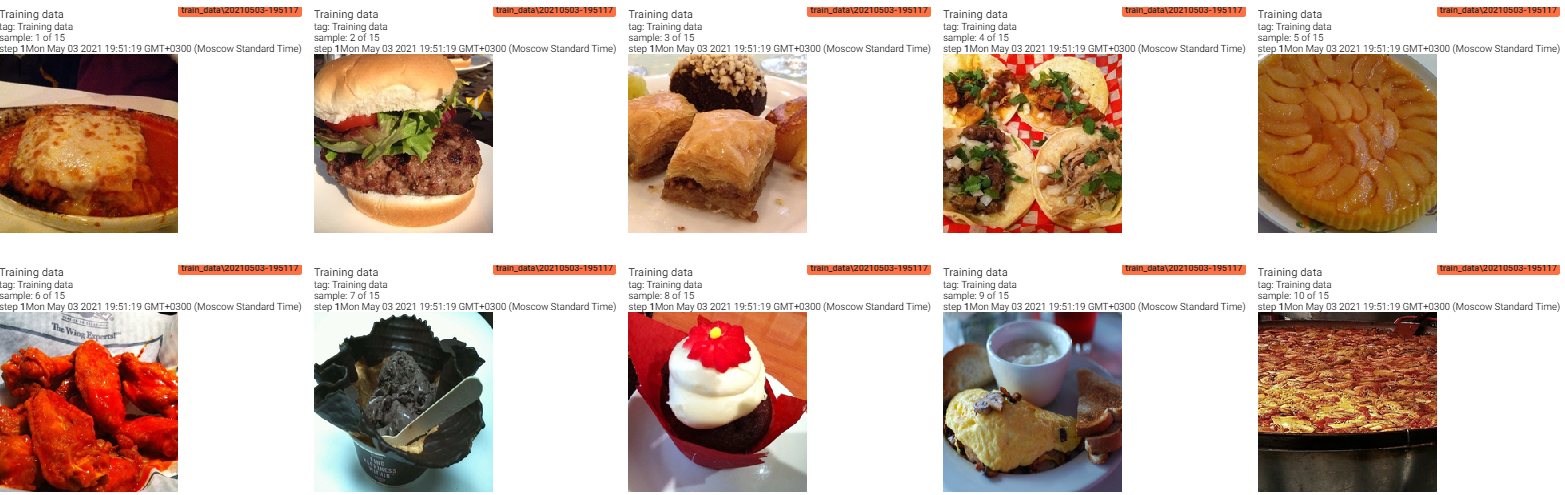 Training data
train_data\20210503-195117
tag: Training data
sample: 1 of 15
step 1Mon May 03 2021 19:51:19 GMT+0300 (Moscow Standard Time)
Training data
train_data\20210503-195117
tag: Training data
sample: 2 of 15
step 1Mon May 03 2021 19:51:19 GMT+0300 (Moscow Standard Time)
Training data
train_data\20210503-195117
tag: Training data
sample: 3 of 15
step 1Mon May 03 2021 19:51:19 GMT+0300 (Moscow Standard Time)
Training data
train_data\20210503-195117
tag: Training data
sample: 4 of 15
step 1Mon May 03 2021 19:51:19 GMT+0300 (Moscow Standard Time)
Training data
train_data\20210503-195117
tag: Training data
sample: 5 of 15
step 1Mon May 03 2021 19:51:19 GMT+0300 (Moscow Standard Time)
Training data
train_data\20210503-195117
tag: Training data
sample: 6 of 15
step 1Mon May 03 2021 19:51:19 GMT+0300 (Moscow Standard Time)
The Wing Experts!
Training data
train_data\20210503-195117
tag: Training data
sample: 7 of 15
step 1Mon May 03 2021 19:51:19 GMT+0300 (Moscow Standard Time)
Training data
train_data\20210503-195117
tag: Training data
sample: 8 of 15
step 1Mon May 03 2021 19:51:19 GMT+0300 (Moscow Standard Time)
Training data
train_data\20210503-195117
tag: Training data
sample: 9 of 15
step 1Mon May 03 2021 19:51:19 GMT+0300 (Moscow Standard Time)
Training data
train_data\20210503-195117
tag: Training data
sample: 10 of 15
step 1Mon May 03 2021 19:51:19 GMT+0300 (Moscow Standard Time)